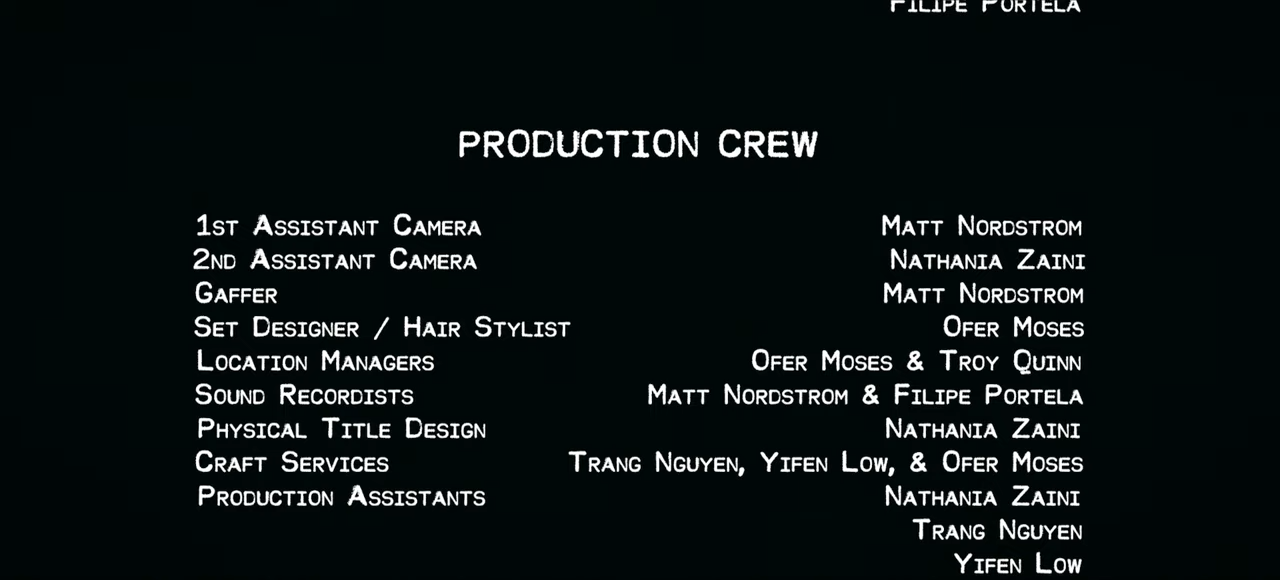 Filipe Portela
PRODUCTION CREW
1st Assistant Camera Matt Nordstrom
2nd Assistant Camera Nathania Zaini
Gaffer Matt Nordstrom
Set Designer / Hair Stylist Ofer Moses
Location Managers Ofer Moses & Troy Quinn
Sound Recordists Matt Nordstrom & Filipe Portela
Physical Title Design Nathania Zaini
Craft Services Trang Nguyen, Yifen Low, & Ofer Moses
Production Assistants Nathania Zaini
Trang Nguyen
Yifen Low